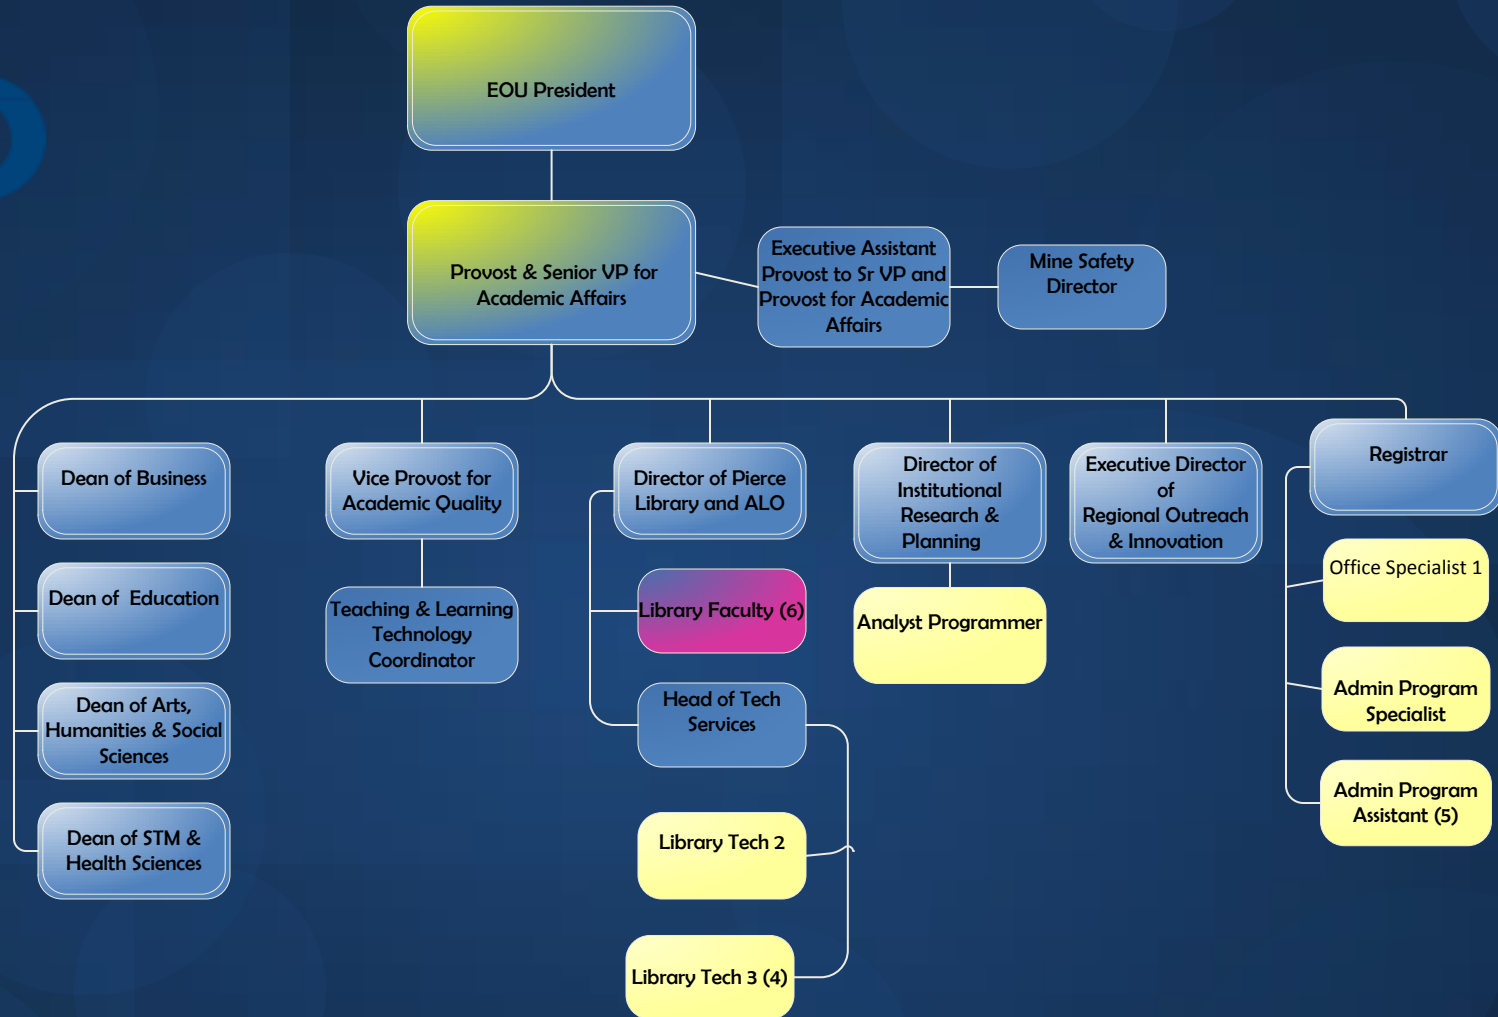 EOU President
Provost & Senior VP for
Academic Affairs
Executive Assistant
Provost to Sr VP and
Provost for Academic
Affairs
Mine Safety
Director
Dean of Business
Dean of Education
Dean of Arts,
Humanities & Social
Sciences
Dean of STM &
Health Sciences
Vice Provost for
Academic Quality
Teaching & Learning
Technology
Coordinator
Director of Pierce
Library and ALO
Library Faculty (6)
Head of Tech
Services
Library Tech 2
Library Tech 3 (4)
Director of
Institutional
Research &
Planning
Analyst Programmer
Executive Director
of
Regional Outreach
& Innovation
Registrar
Office Specialist 1
Admin Program
Specialist
Admin Program
Assistant (5)